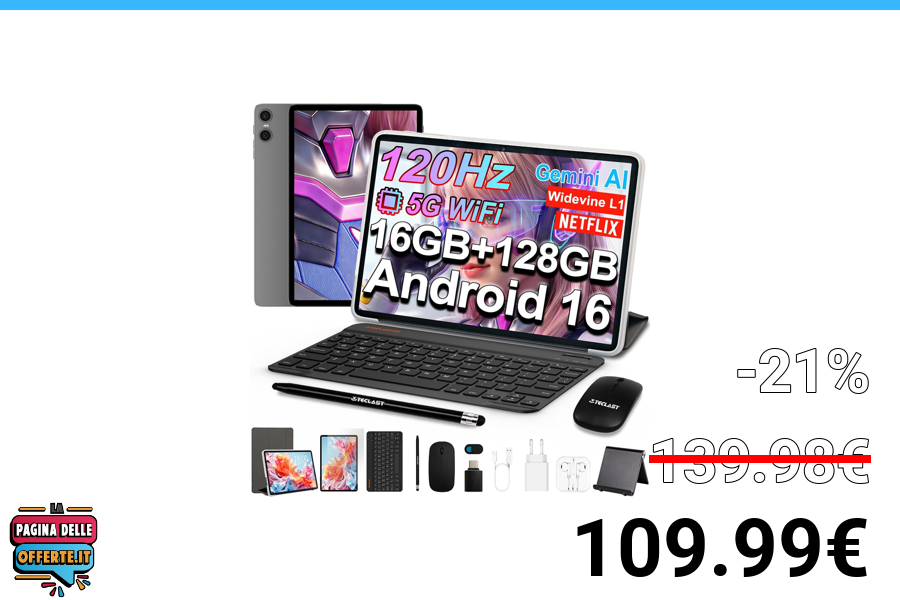 120Hz
Gemini AI
5G WiFi
Widevine L1
NETFLIX
16GB+128GB
Android 16
TECLAST
TECLAST
-21%
139.98€
109.99€
LA
PAGINA DELLE
OFFERTE.IT